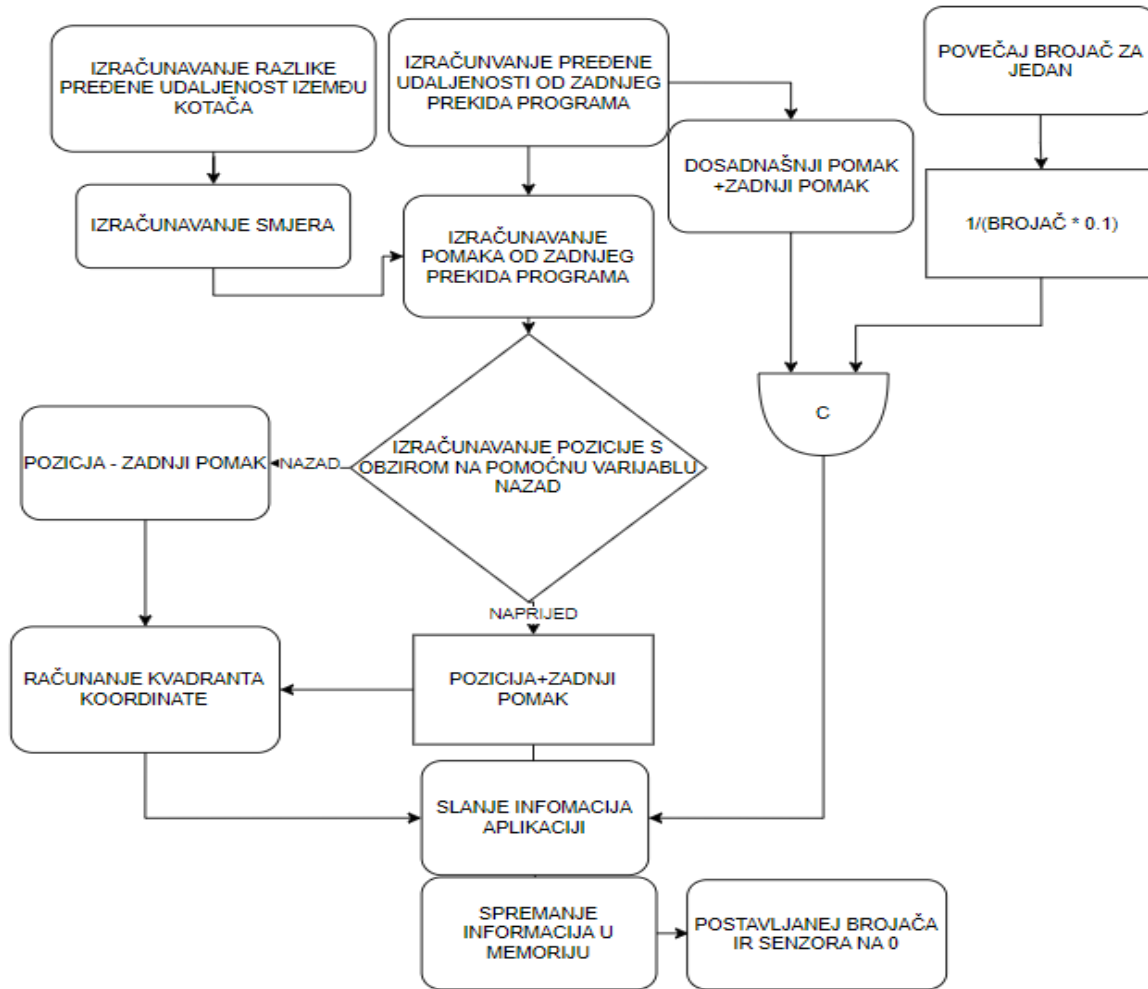 IZRAČUNAVANJE RAZLIKE
PREĐENE UDALJENOST IZEMĐU
KOTAČA
IZRAČUNVANJE PREĐENE
UDALJENOSTI OD ZADNJEG
PREKIDA PROGRAMA
POVEČAJ BROJAČ ZA
JEDAN
DOSADNAŠNJI POMAK
+ZADNJI POMAK
IZRAČUNAVANJE SMJERA
IZRAČUNAVANJE
POMAKA OD ZADNJEG
PREKIDA PROGRAMA
1/(BROJAČ * 0.1)
C
IZRAČUNAVANJE POZICIJE S
OBZIROM NA POMOĆNU VARIJABLU
NAZAD
NAZAD
POZICJA - ZADNJI POMAK
NAPRIJED
RAČUNANJE KVADRANTA
KOORDINATE
POZICIJA+ZADNJI
POMAK
SLANJE INFOMACIJA
APLIKACIJI
SPREMANJE
INFORMACIJA U
MEMORIJU
POSTAVLJANEJ BROJAČA
IR SENZORA NA 0